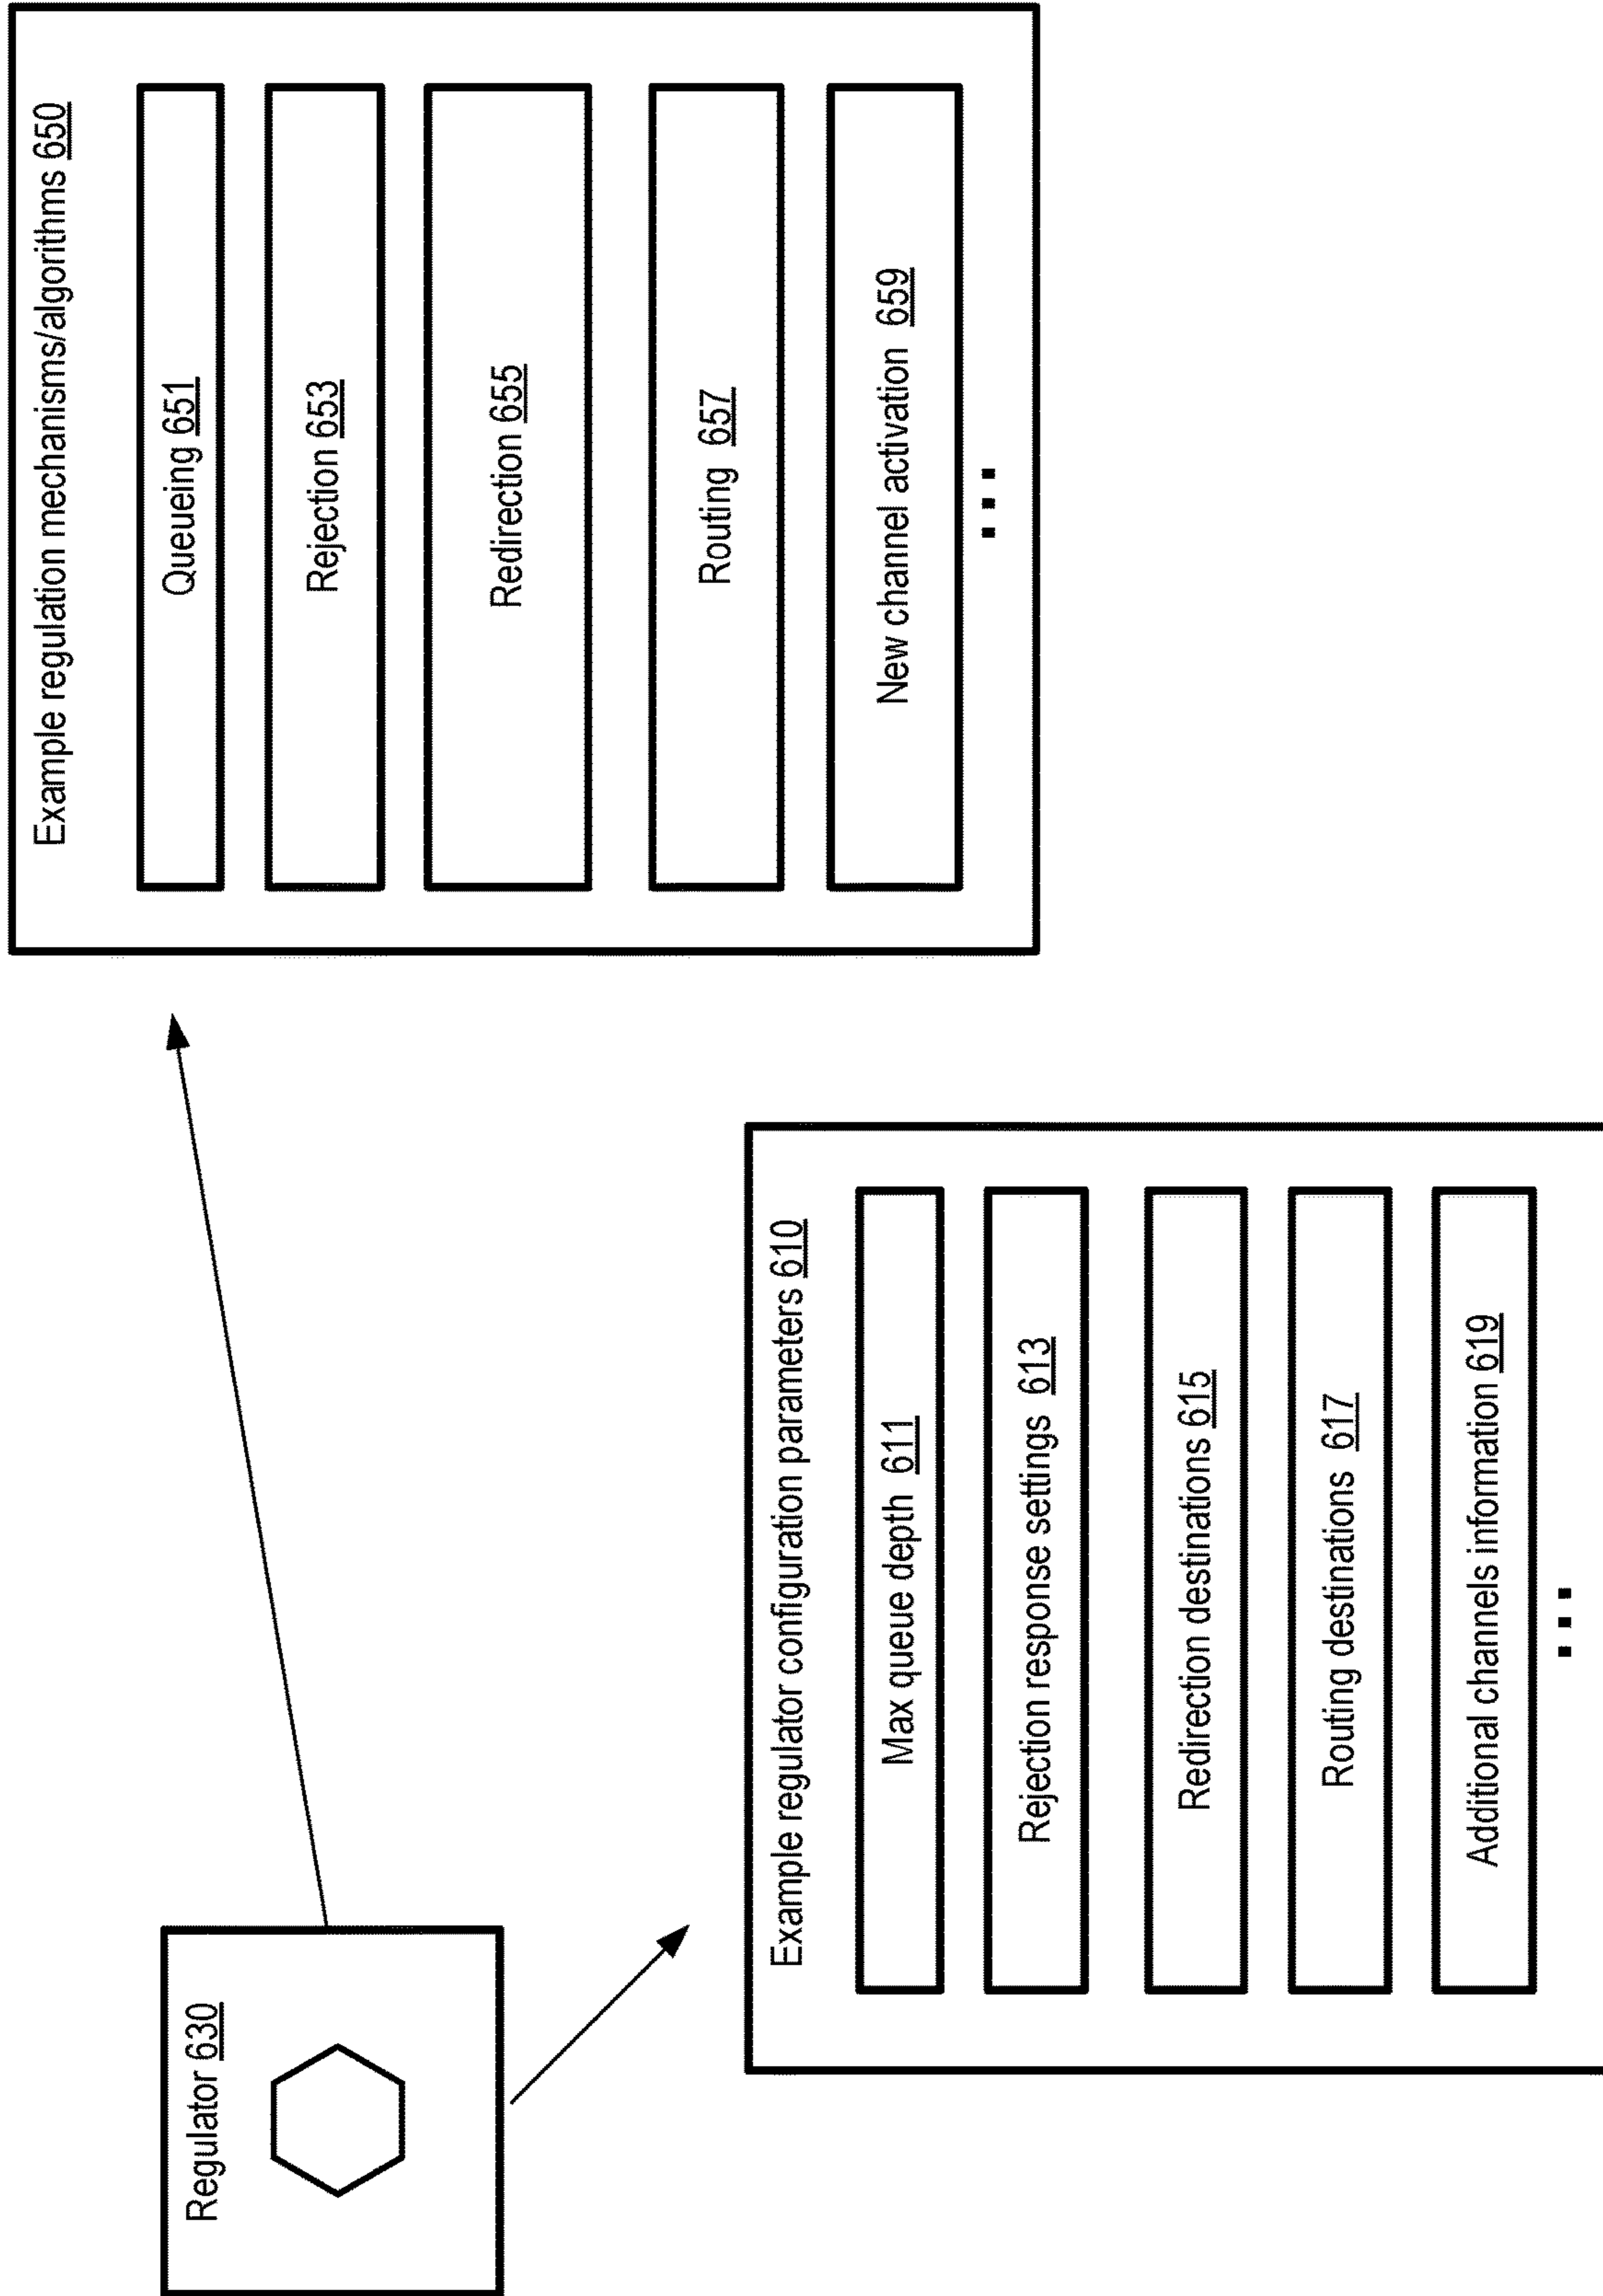 Regulator 630
Example regulation mechanisms/algorithms 650
Queueing 651
Rejection 653
Redirection 655
Routing 657
New channel activation 659
...
Example regulator configuration parameters 610
Max queue depth 611
Rejection response settings 613
Redirection destinations 615
Routing destinations 617
Additional channels information 619
...